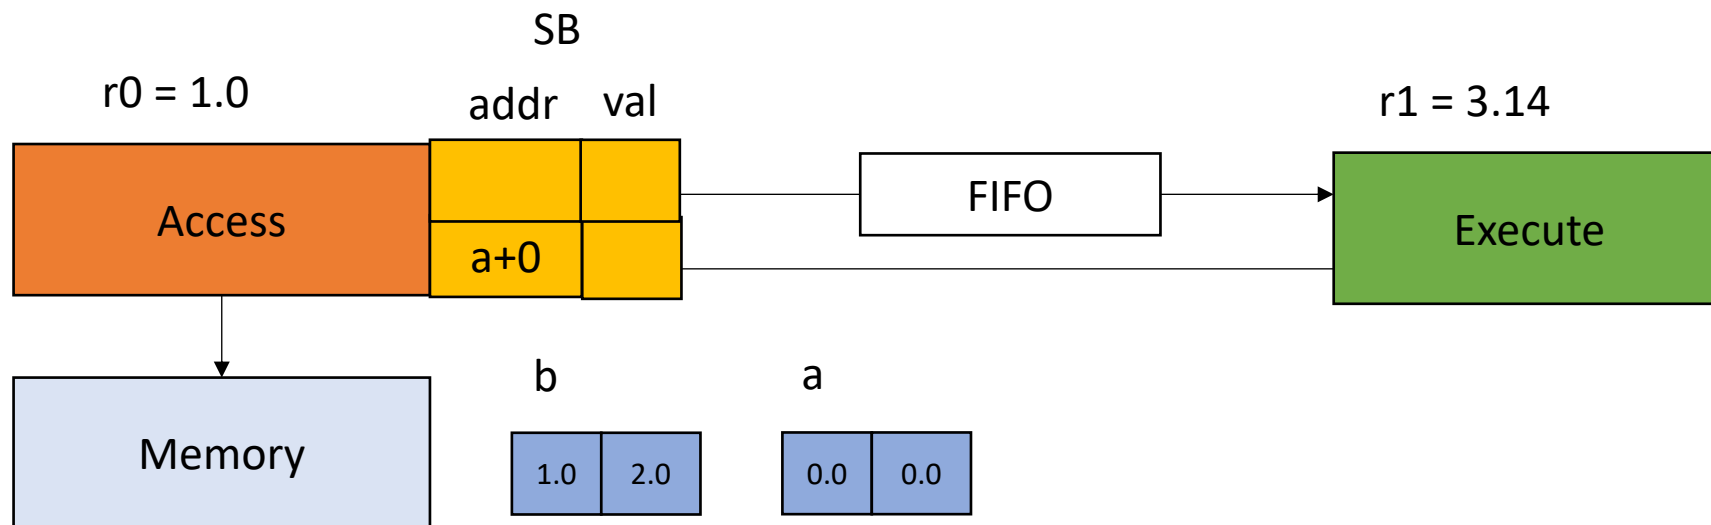 SB
r0 = 1.0
addr val
r1 = 3.14
Access
FIFO
Execute
a+0
b
a
Memory
1.0 2.0
0.0 0.0